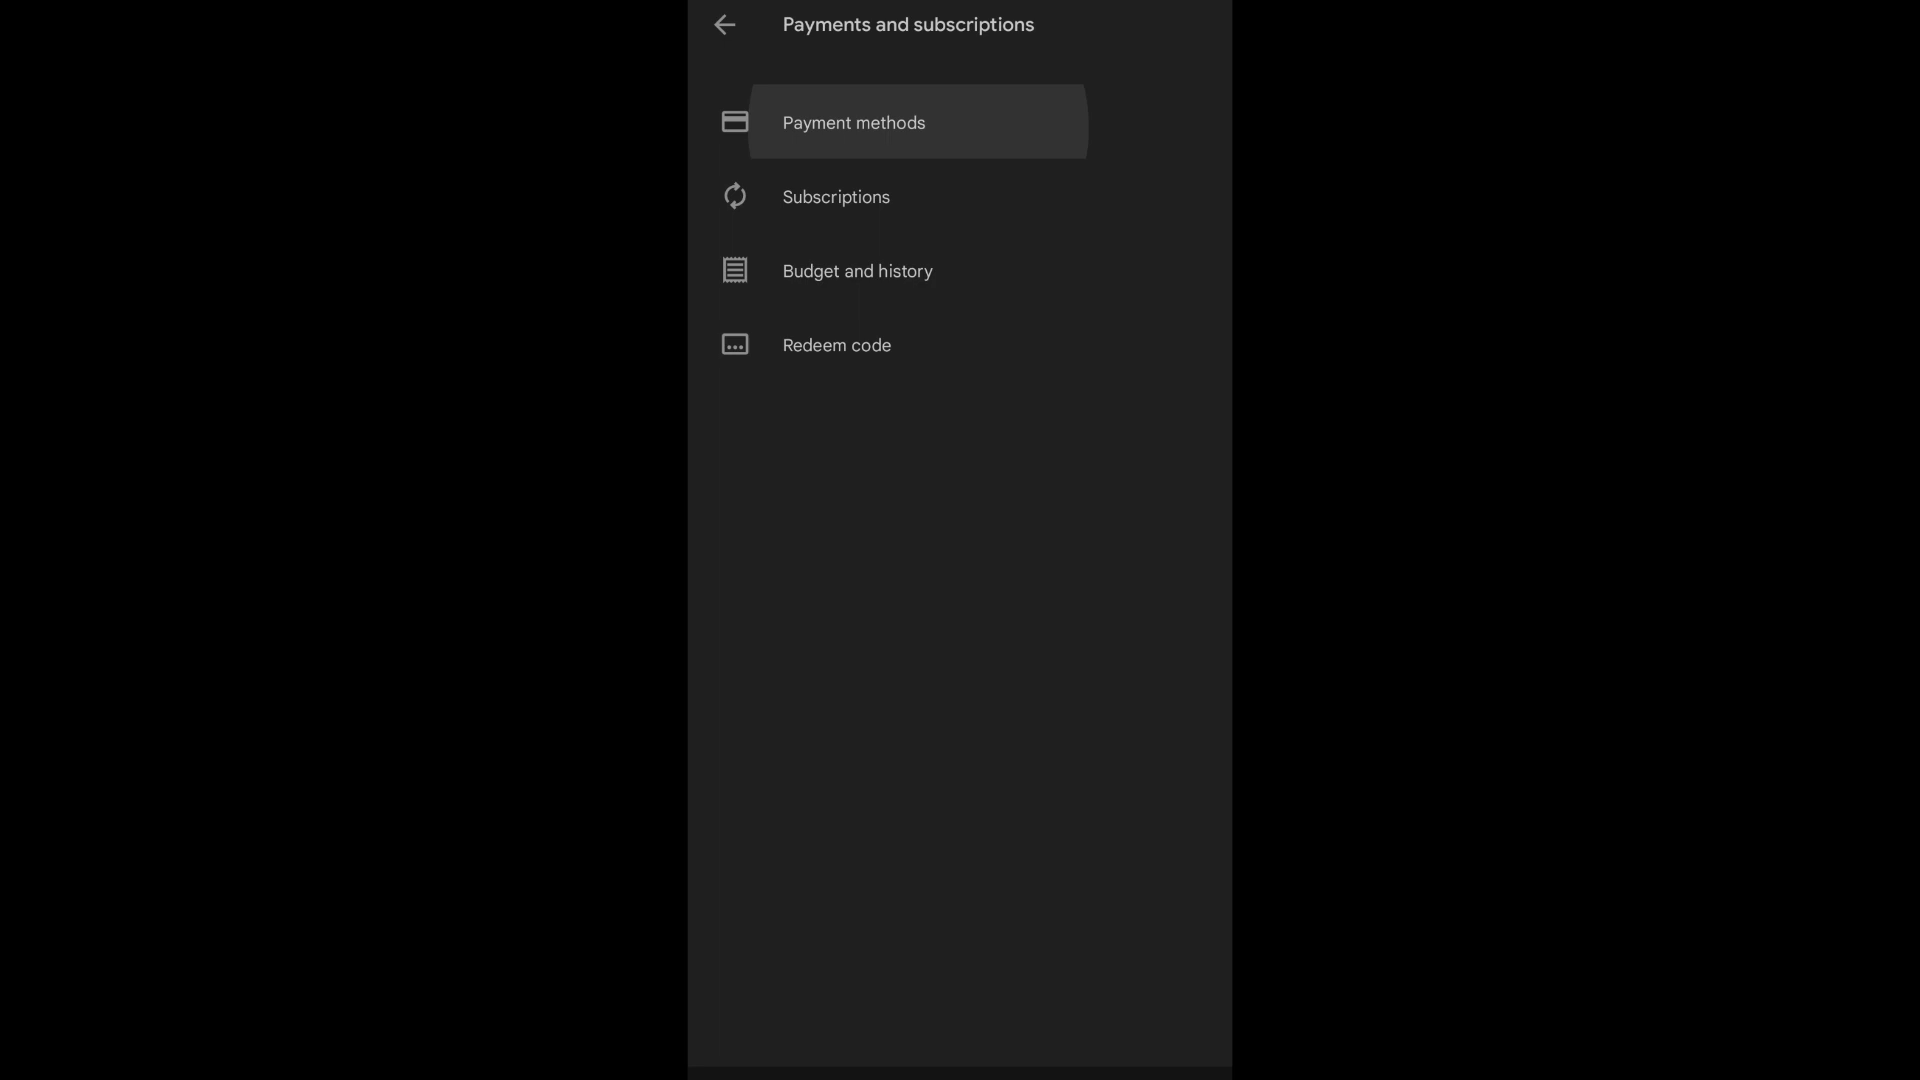 Payments and subscriptions
Payment methods
Subscriptions
Budget and history
Redeem code